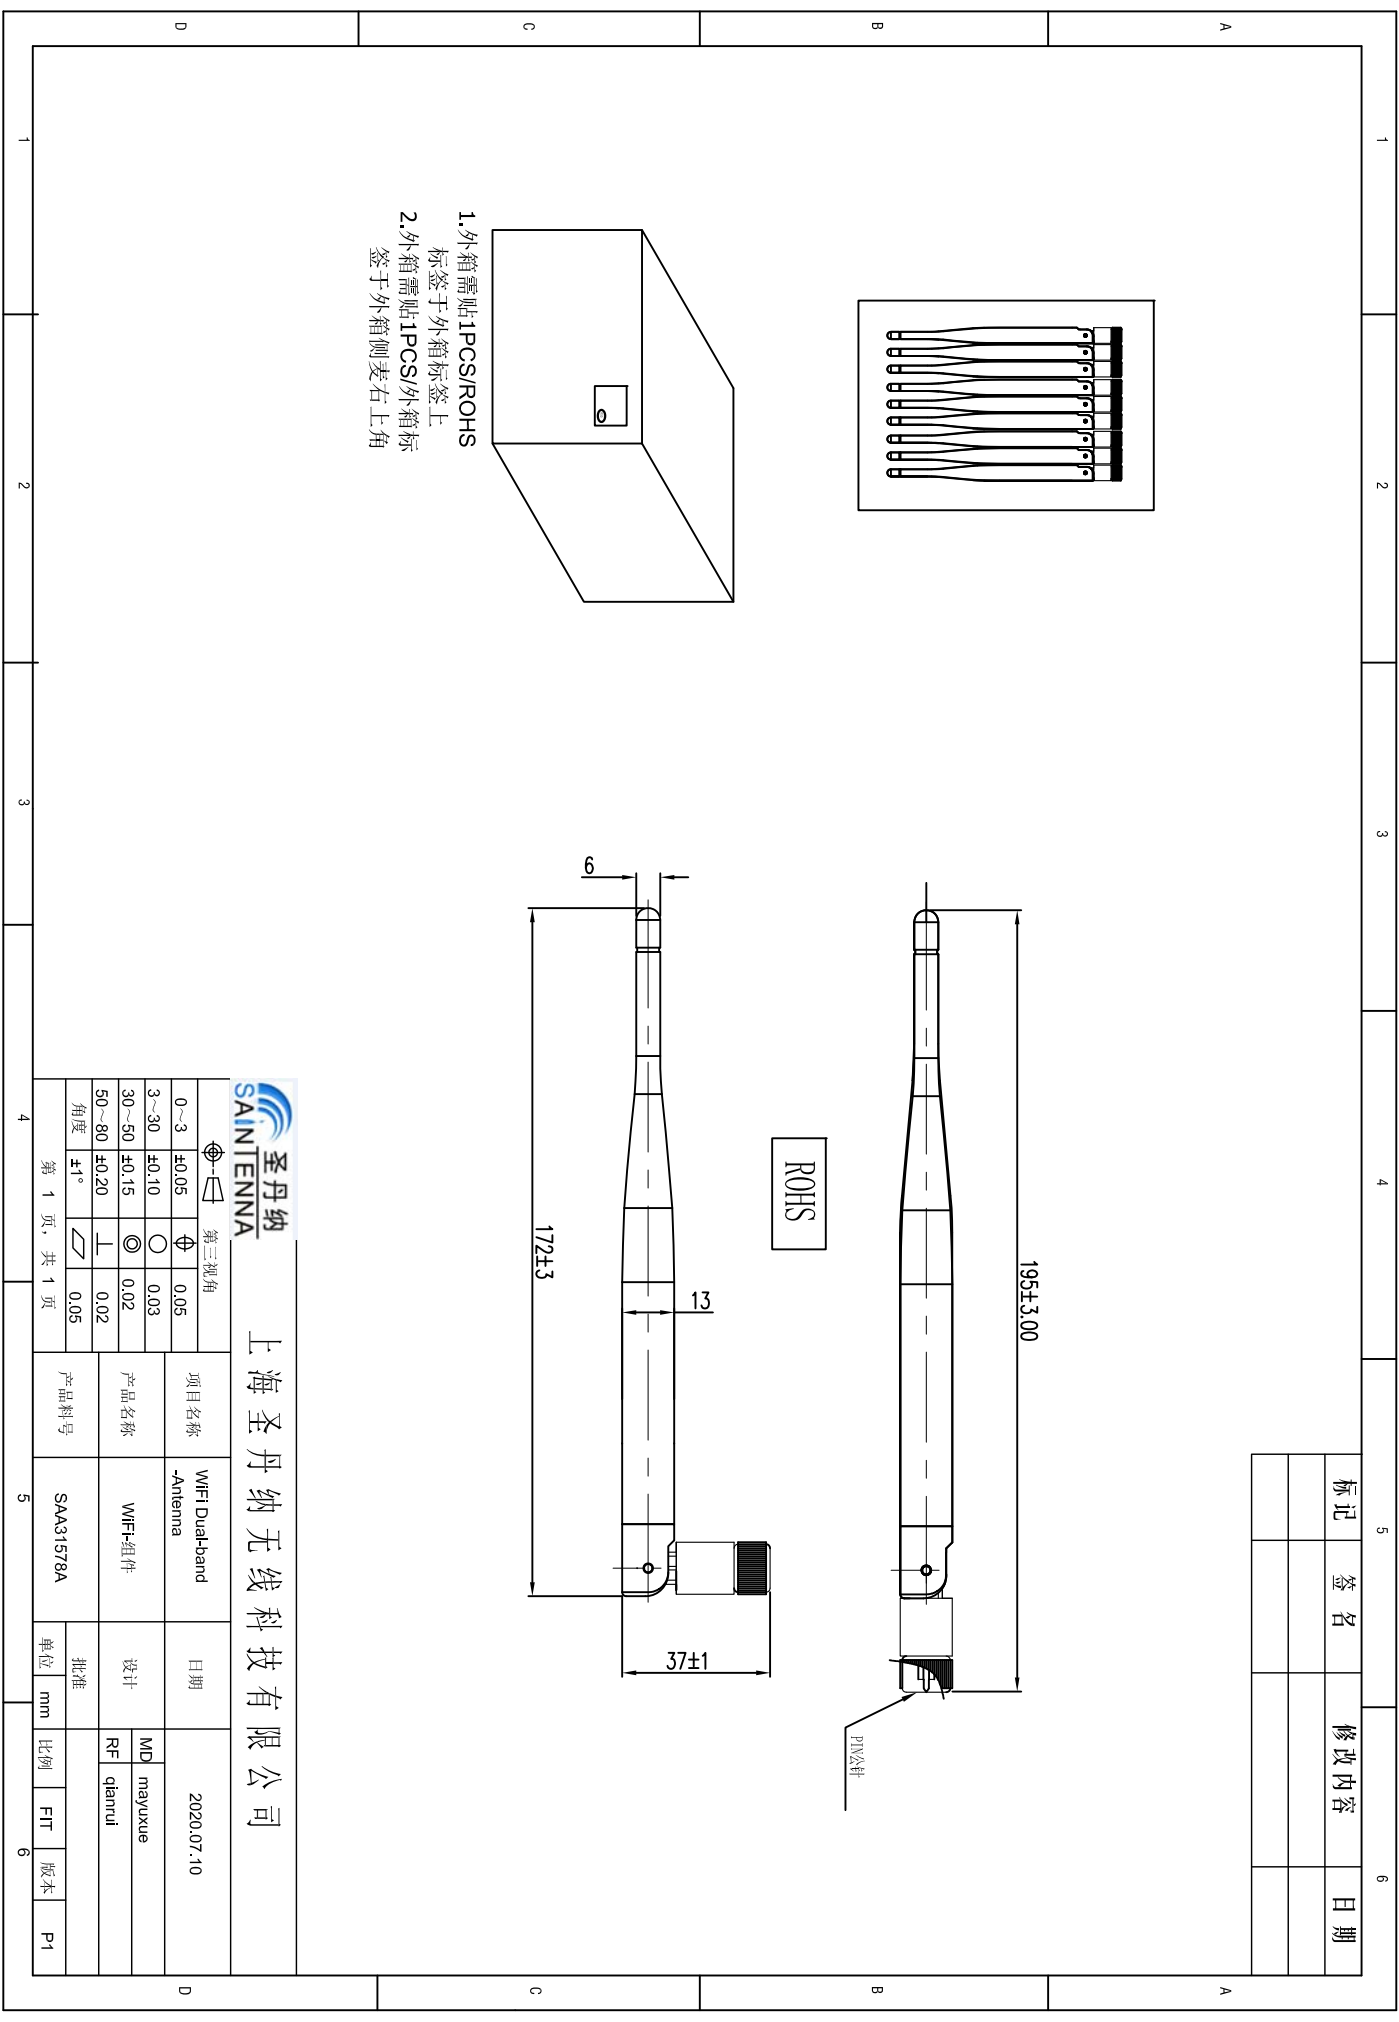 1 2 3 4 5 6
A
B
C
D
A
B
C
D
标记 签 名 修改内容 日 期
195±3.00
PIN公针
ROHS
6
13
37±1
172±3
1.外箱需贴1PCS/ROHS
标签于外箱标签上
2.外箱需贴1PCS/外箱标
签于外箱侧麦右上角
圣丹纳
SAINTENNA
上海圣丹纳无线科技有限公司
第三视角
0~3 ±0.05 0.05
3~30 ±0.10 0.03
30~50 ±0.15 0.02
50~80 ±0.20 0.02
角度 ±1° 0.05
第 1 页，共 1 页
项目名称
WiFi Dual-band
-Antenna
日期
2020.07.10
产品名称
WiFi-组件
设计
MD mayuxue
RF qianrui
产品料号
SAA31578A
批准
单位 mm 比例 FIT 版本 P1
1 2 3 4 5 6